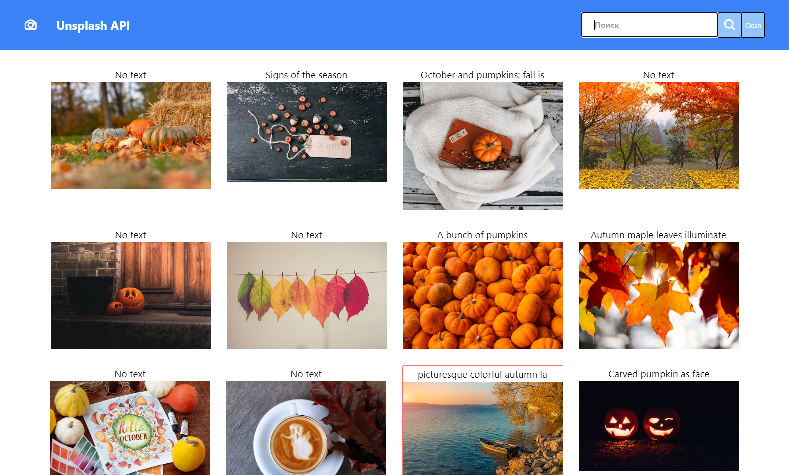 Unsplash API
Поиск
Clean
No text
Signs of the season
October and pumpkins: fall is
No text
No text
No text
A bunch of pumpkins
Autumn maple leaves illuminate
No text
No text
picturesque colorful autumn la
Carved pumpkin as face
hello
OCTOBER